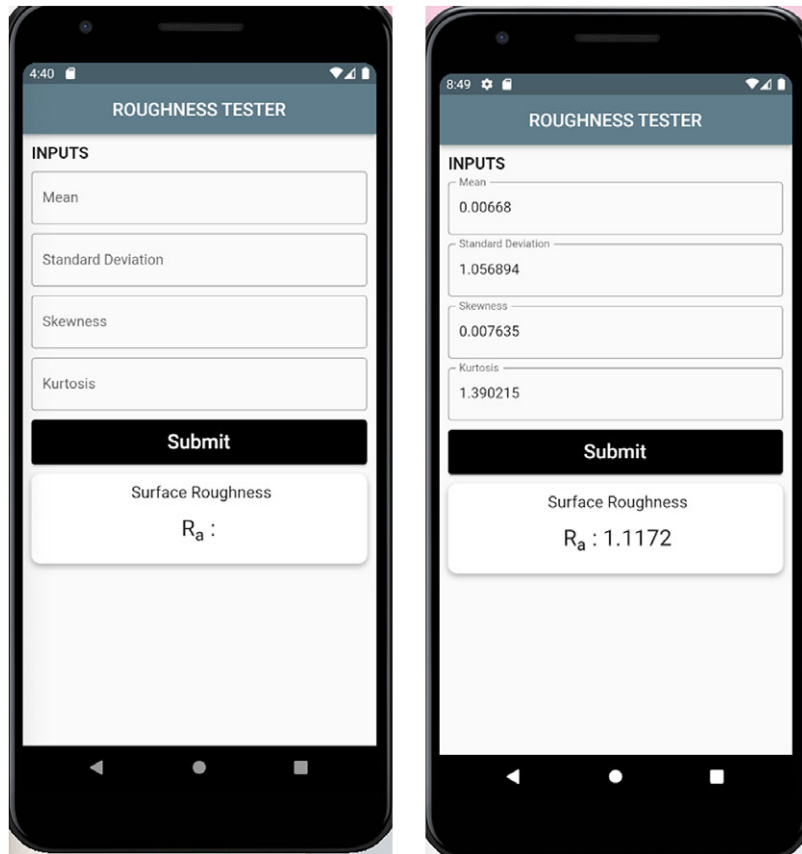 4:40
ROUGHNESS TESTER
INPUTS
Mean
Standard Deviation
Skewness
Kurtosis
Submit
Surface Roughness
Ra :
8:49
ROUGHNESS TESTER
INPUTS
Mean
0.00668
Standard Deviation
1.056894
Skewness
0.007635
Kurtosis
1.390215
Submit
Surface Roughness
Ra : 1.1172